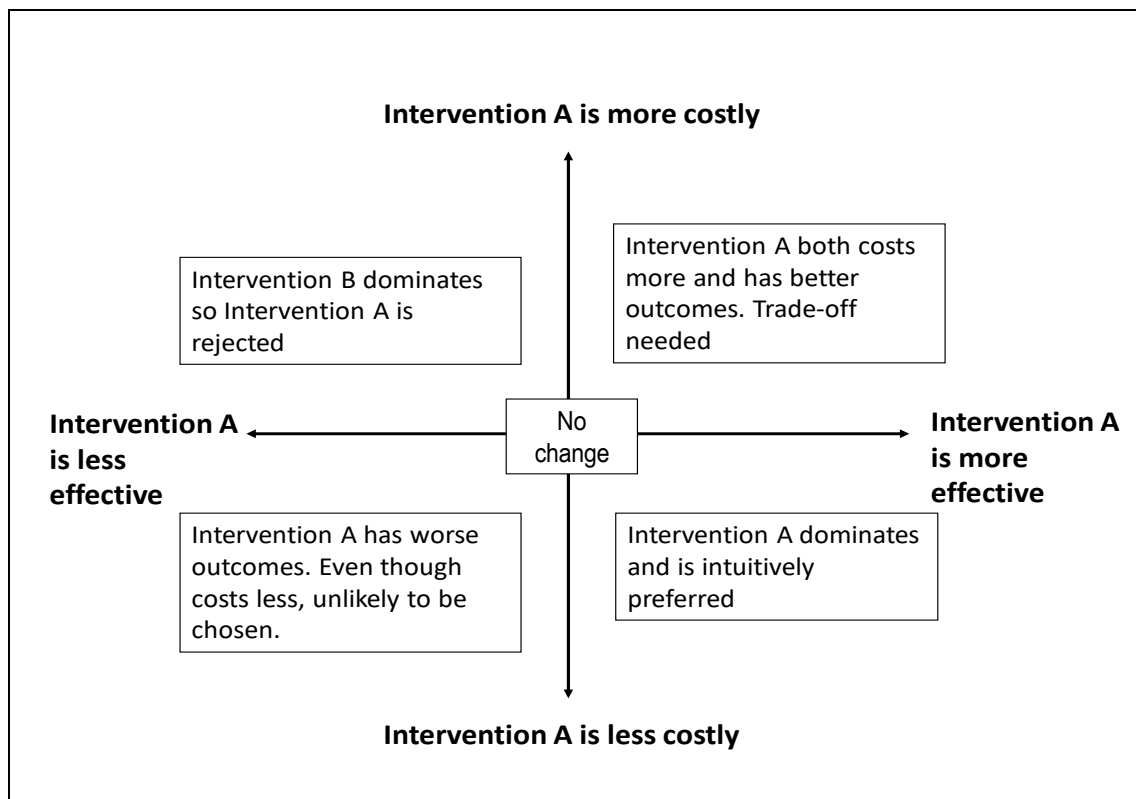 Intervention A is more costly
Intervention B dominates
so Intervention A is
rejected
Intervention A both costs
more and has better
outcomes. Trade-off
needed
Intervention A
is less
effective
No
change
Intervention A
is more
effective
Intervention A has worse
outcomes. Even though
costs less, unlikely to be
chosen.
Intervention A dominates
and is intuitively
preferred
Intervention A is less costly